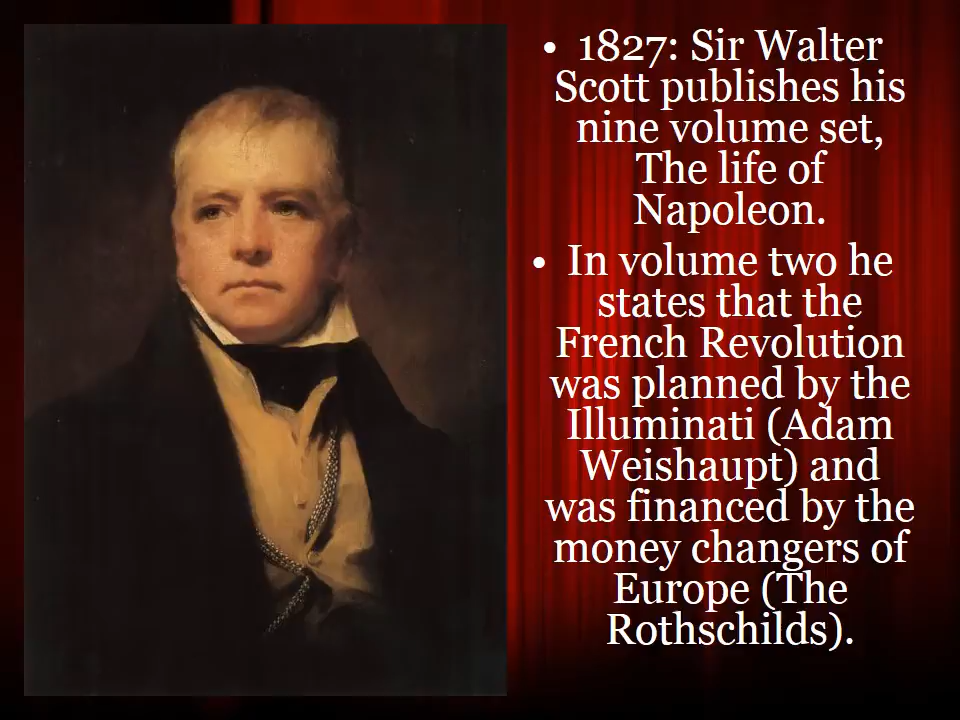 • 1827: Sir Walter
Scott publishes his
nine volume set,
The life of
Napoleon.
• In volume two he
states that the
French Revolution
was planned by the
Illuminati (Adam
Weishaupt) and
was financed by the
money changers of
Europe (The
Rothschilds).